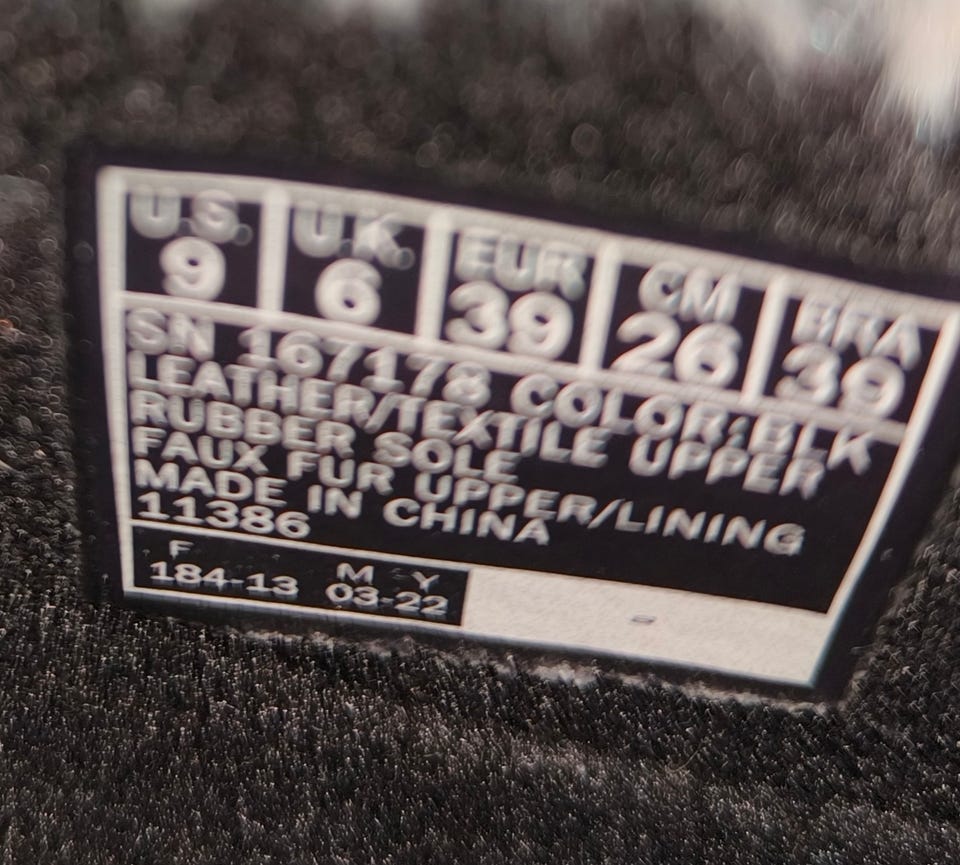 U.S. U.K. EUR CM BRA
9 6 39 26 39
SN 167178 COLOR:BLK
LEATHER/TEXTILE UPPER
RUBBER SOLE
FAUX FUR UPPER/LINING
MADE IN CHINA
11386
F M Y
184-13 03-22